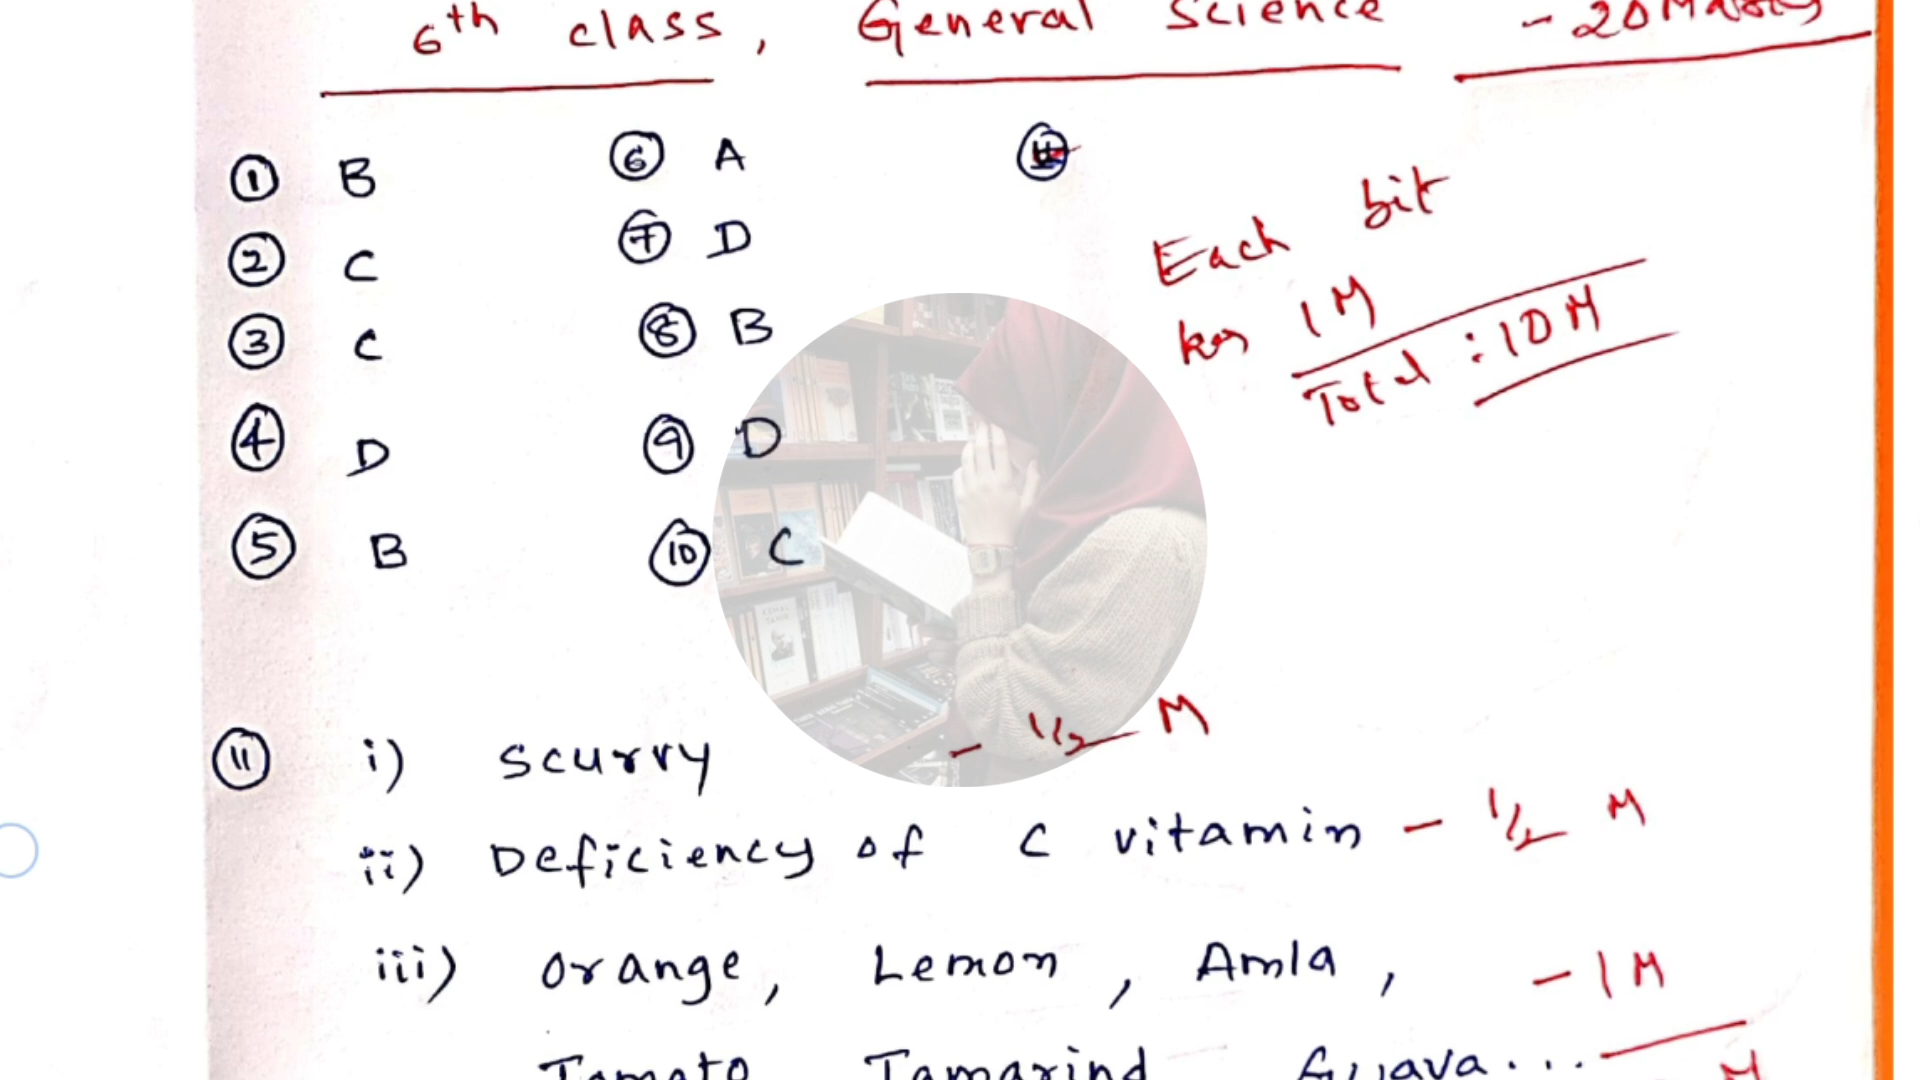 6th class, General Science - 20 Marks
① B
② C
③ C
④ D
⑤ B
⑥ A
⑦ D
⑧ B
⑨ D
⑩ C
Each bit
1M
Total : 10M
⑪ i) Scurvy - 1/2 M
ii) Deficiency of C vitamin - 1/2 M
iii) Orange, Lemon, Amla, - 1M
Tomato Tamarind Guava... M